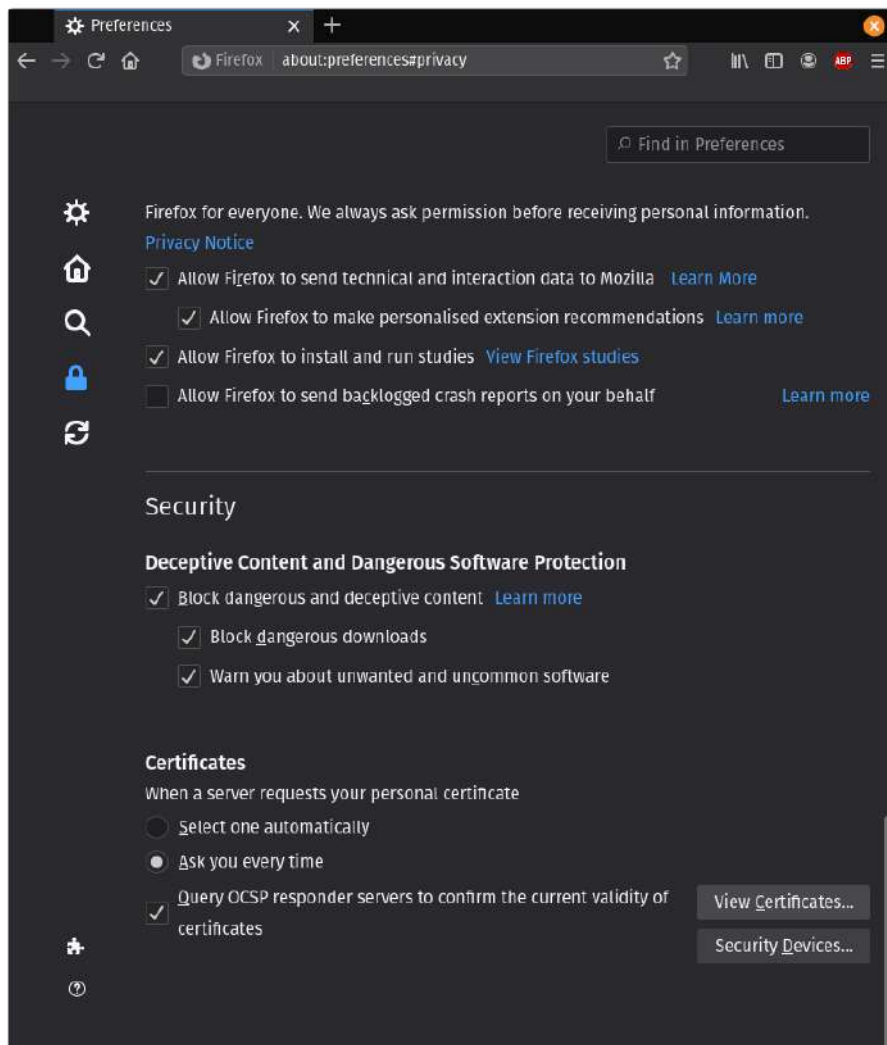 Preferences
Firefox about:preferences#privacy
ABP
Find in Preferences
Firefox for everyone. We always ask permission before receiving personal information.
Privacy Notice
Allow Firefox to send technical and interaction data to Mozilla Learn More
Allow Firefox to make personalised extension recommendations Learn more
Allow Firefox to install and run studies View Firefox studies
Allow Firefox to send backlogged crash reports on your behalf Learn more
Security
Deceptive Content and Dangerous Software Protection
Block dangerous and deceptive content Learn more
Block dangerous downloads
Warn you about unwanted and uncommon software
Certificates
When a server requests your personal certificate
Select one automatically
Ask you every time
Query OCSP responder servers to confirm the current validity of
certificates
View Certificates...
Security Devices...